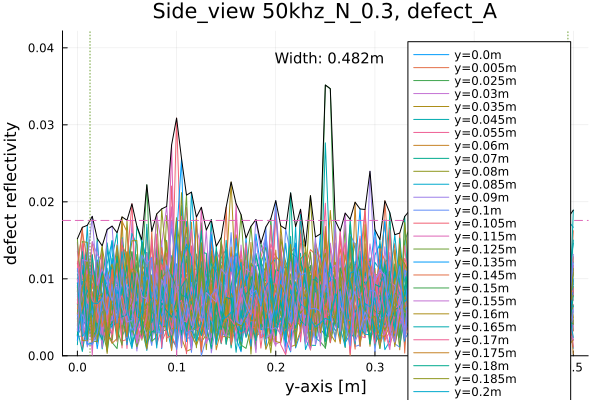 Side_view 50khz_N_0.3, defect_A
Width: 0.482m
defect reflectivity
0.04
0.03
0.02
0.01
0.00
0.0
0.1
0.2
0.3
.5
y-axis [m]
y=0.0m
y=0.005m
y=0.025m
y=0.03m
y=0.035m
y=0.045m
y=0.055m
y=0.06m
y=0.07m
y=0.08m
y=0.085m
y=0.09m
y=0.1m
y=0.105m
y=0.115m
y=0.125m
y=0.135m
y=0.145m
y=0.15m
y=0.155m
y=0.16m
y=0.165m
y=0.17m
y=0.175m
y=0.18m
y=0.185m
y=0.2m